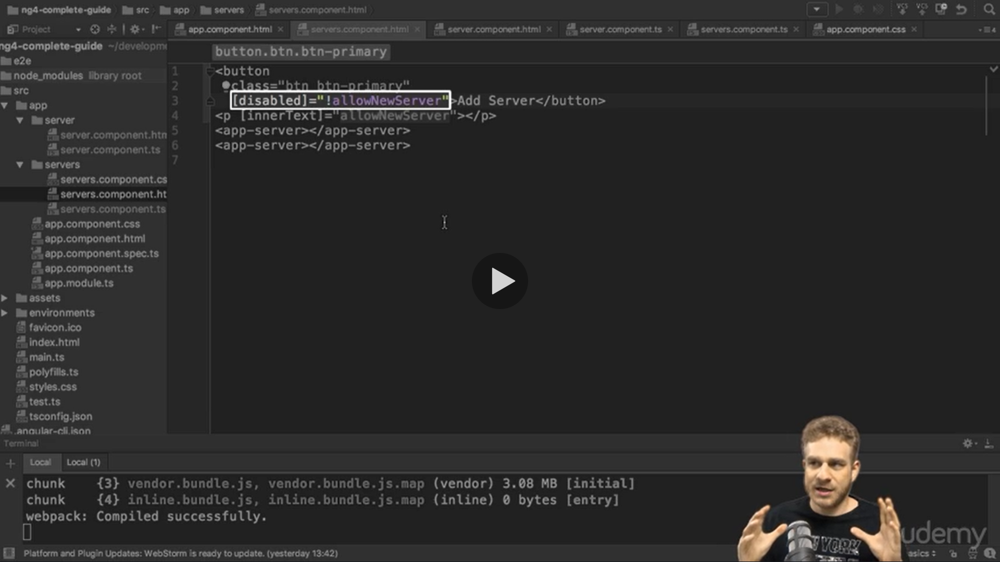 ng4-complete-guide src app servers servers.component.html
Project
app.component.html servers.component.html server.component.html server.component.ts servers.component.ts app.component.css
4
ng4-complete-guide ~/developme
button.btn.btn-primary
e2e
node_modules library root
src
app
server
server.component.htm
server.component.ts
servers
servers.component.cs
servers.component.ht
servers.component.ts
app.component.css
app.component.html
app.component.spec.ts
app.component.ts
app.module.ts
assets
environments
favicon.ico
index.html
main.ts
polyfills.ts
styles.css
test.ts
tsconfig.json
.angular-cli.json
1 <button
2 class="btn btn-primary"
3 [disabled]="!allowNewServer">Add Server</button>
4 <p [innerText]="allowNewServer"></p>
5 <app-server></app-server>
6 <app-server></app-server>
7
Terminal
Local Local (1)
chunk {3} vendor.bundle.js, vendor.bundle.js.map (vendor) 3.08 MB [initial]
chunk {4} inline.bundle.js, inline.bundle.js.map (inline) 0 bytes [entry]
webpack: Compiled successfully.
Platform and Plugin Updates: WebStorm is ready to update. (yesterday 13:42)
YORK
udemy
asics